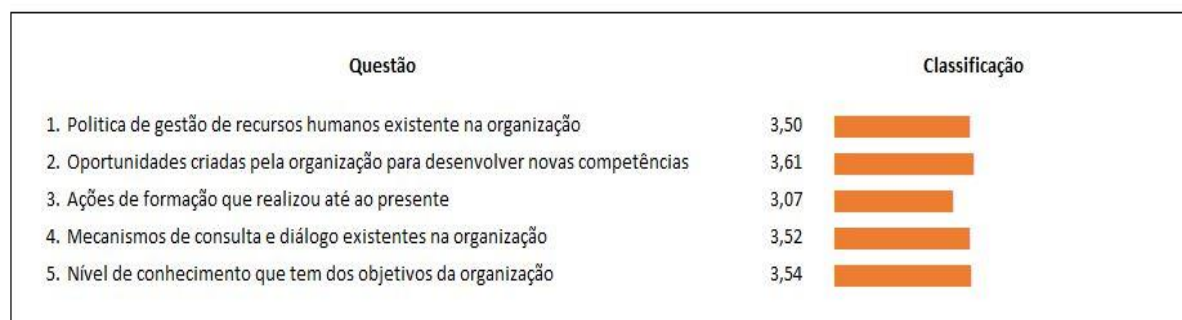 Questão Classificação
1. Politica de gestão de recursos humanos existente na organização 3,50
2. Oportunidades criadas pela organização para desenvolver novas competências 3,61
3. Ações de formação que realizou até ao presente 3,07
4. Mecanismos de consulta e diálogo existentes na organização 3,52
5. Nível de conhecimento que tem dos objetivos da organização 3,54